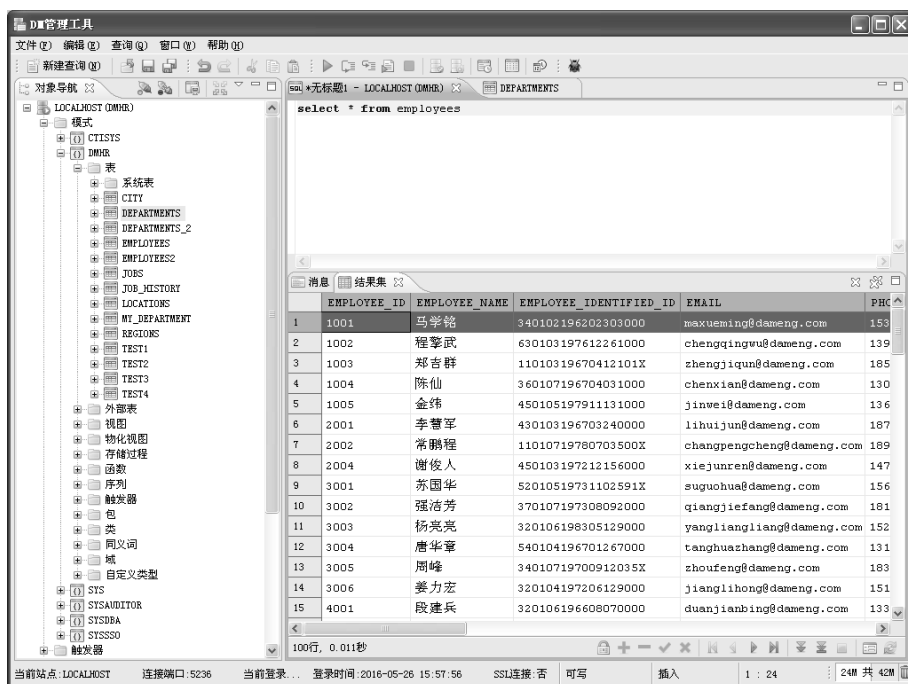 DM管理工具
文件(F) 编辑(E) 查询(Q) 窗口(W) 帮助(H)
新建查询(N)
对象导航
LOCALHOST(DMHR)
模式
CTISYS
DMHR
表
系统表
CITY
DEPARTMENTS
DEPARTMENTS_2
EMPLOYEES
EMPLOYEES2
JOBS
JOB_HISTORY
LOCATIONS
MY_DEPARTMENT
REGIONS
TEST1
TEST2
TEST3
TEST4
外部表
视图
物化视图
存储过程
函数
序列
触发器
包
类
同义词
域
自定义类型
SYS
SYSAUDITOR
SYSDBA
SYSSSO
触发器
*无标题1 - LOCALHOST(DMHR) DEPARTMENTS
select * from employees
消息 结果集
EMPLOYEE_ID EMPLOYEE_NAME EMPLOYEE_IDENTIFIED_ID EMAIL PHO
1 1001 马学铭 340102196202303000 maxueming@dameng.com 153
2 1002 程擎武 630103197612261000 chengqingwu@dameng.com 139
3 1003 郑吉群 11010319670412101X zhengjiqun@dameng.com 185
4 1004 陈仙 360107196704031000 chenxian@dameng.com 130
5 1005 金纬 450105197911131000 jinwei@dameng.com 136
6 2001 李慧军 430103196703240000 lihuijun@dameng.com 187
7 2002 常鹏程 11010719780703500X changpengcheng@dameng.com 189
8 2004 谢俊人 450103197212156000 xiejunren@dameng.com 147
9 3001 苏国华 52010519731102591X suguohua@dameng.com 156
10 3002 强洁芳 370107197308092000 qiangjiefang@dameng.com 181
11 3003 杨亮亮 320106198305129000 yangliangliang@dameng.com 152
12 3004 唐华章 540104196701267000 tanghuazhang@dameng.com 131
13 3005 周峰 34010719700912035X zhoufeng@dameng.com 183
14 3006 姜力宏 320104197206129000 jianglihong@dameng.com 151
15 4001 段建兵 320106196608070000 duanjianbing@dameng.com 133
100行, 0.011秒
当前站点:LOCALHOST 连接端口:5236 当前登录... 登录时间:2016-05-26 15:57:56 SSL连接:否 可写 插入 1 : 24 24M 共 42M